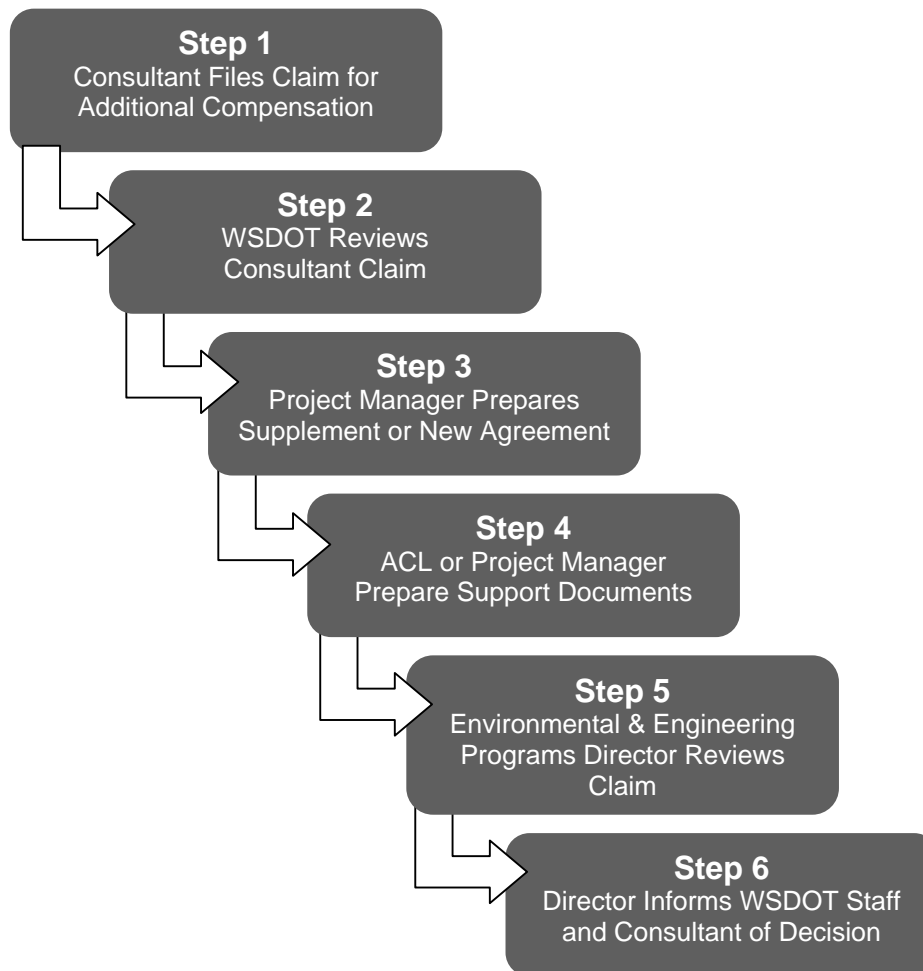 Step 1
Consultant Files Claim for
Additional Compensation
Step 2
WSDOT Reviews
Consultant Claim
Step 3
Project Manager Prepares
Supplement or New Agreement
Step 4
ACL or Project Manager
Prepare Support Documents
Step 5
Environmental & Engineering
Programs Director Reviews
Claim
Step 6
Director Informs WSDOT Staff
and Consultant of Decision